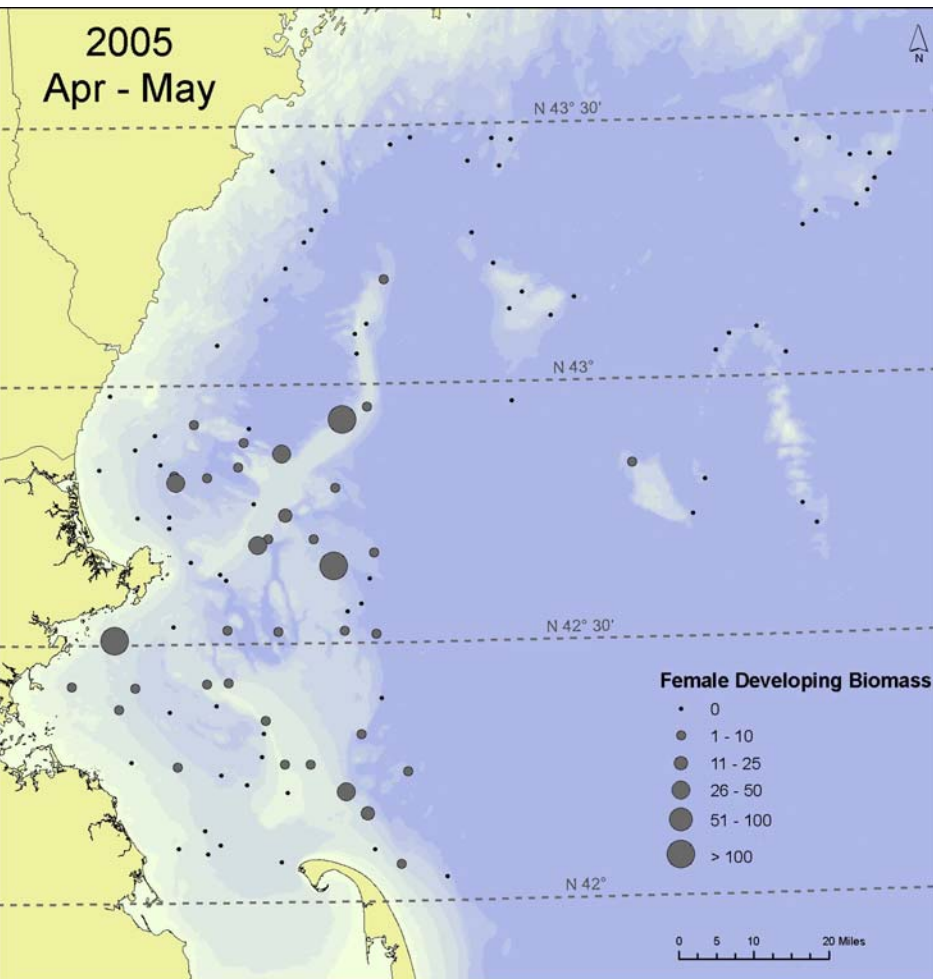 2005
Apr - May
N
N 43° 30'
N 43°
N 42° 30'
Female Developing Biomass
0
1 - 10
11 - 25
26 - 50
51 - 100
> 100
N 42°
0 5 10 20 Miles